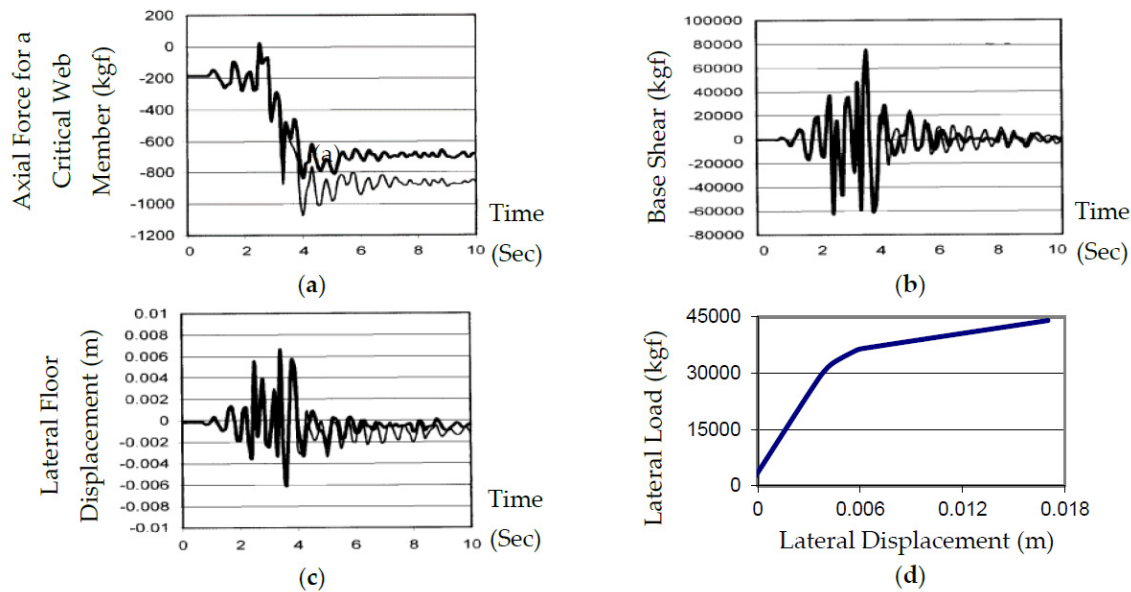 Axial Force for a
Critical Web
Member (kgf)
200
0
-200
-400
-600
-800
-1000
-1200
(a)
0
2
4
6
8
10
Time
(Sec)
(a)
Base Shear (kgf)
100000
80000
60000
40000
20000
0
-20000
-40000
-60000
-80000
0
2
4
6
8
10
Time
(Sec)
(b)
Lateral Floor
Displacement (m)
0.01
0.008
0.006
0.004
0.002
0
-0.002
-0.004
-0.006
-0.008
-0.01
0
2
4
6
8
10
Time
(Sec)
(c)
Lateral Load (kgf)
45000
30000
15000
0
0
0.006
0.012
0.018
Lateral Displacement (m)
(d)